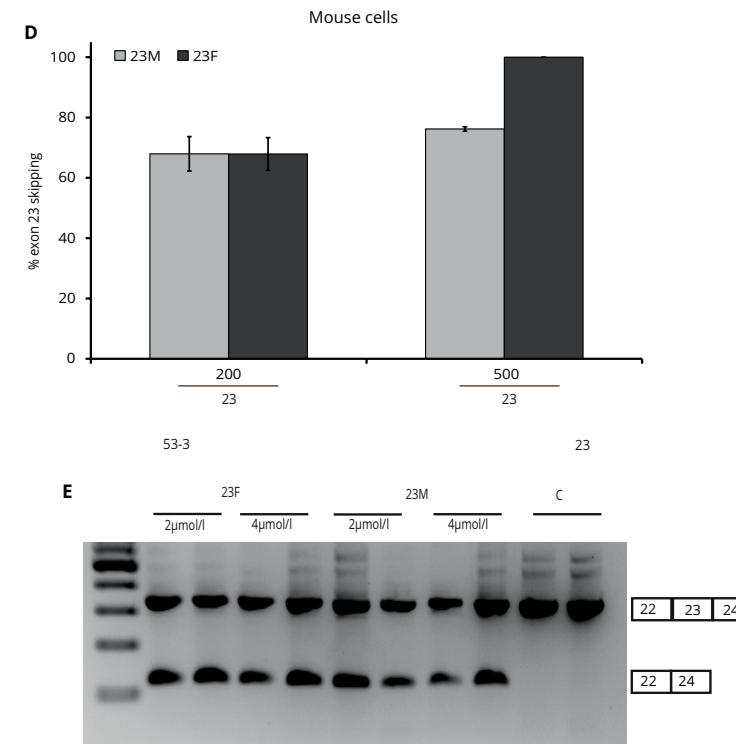 Mouse cells
D
100
23M 23F
80
60
40
20
0
% exon 23 skipping
200 500
23 23
53-3 23
E
23F 23M C
2µmol/l 4µmol/l 2µmol/l 4µmol/l
22 23 24
22 24